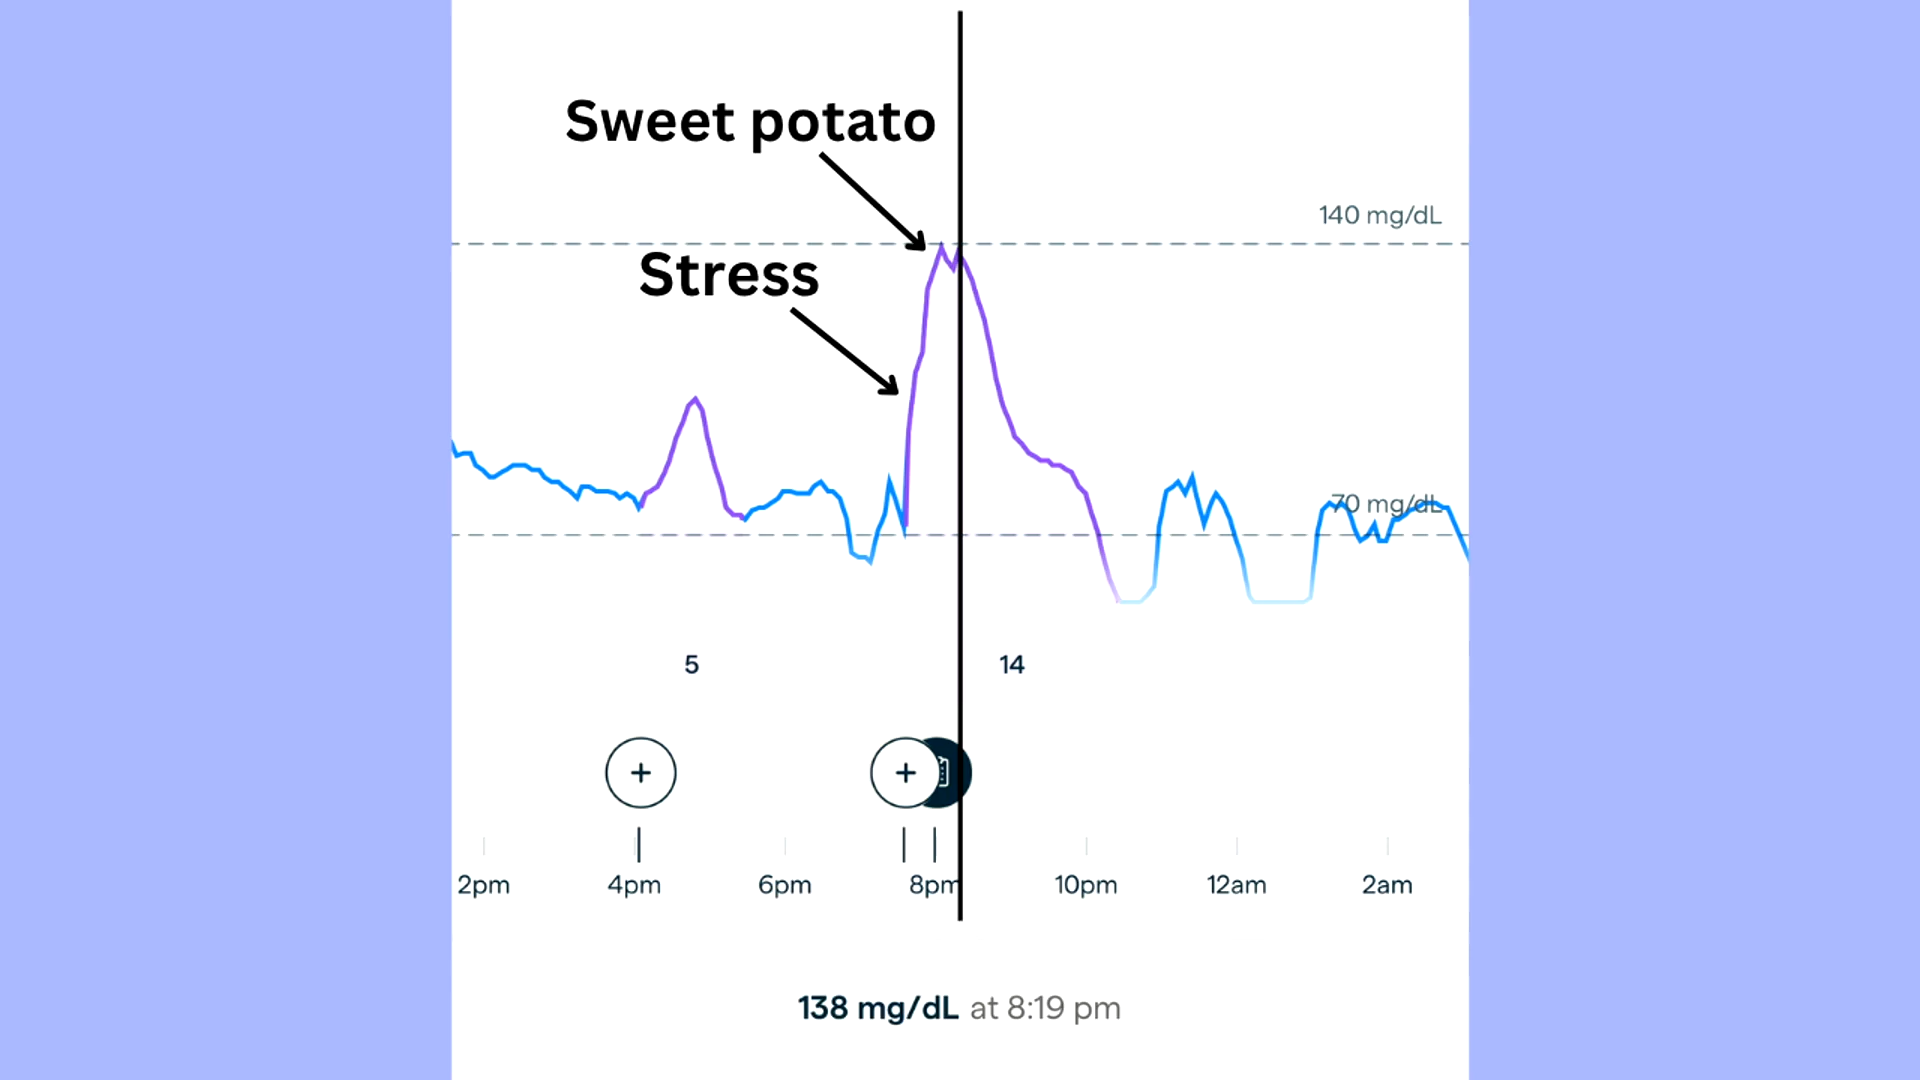 Sweet potato
140 mg/dL
Stress
70 mg/dL
5 14
+ +
2pm 4pm 6pm 8pm 10pm 12am 2am
138 mg/dL at 8:19 pm